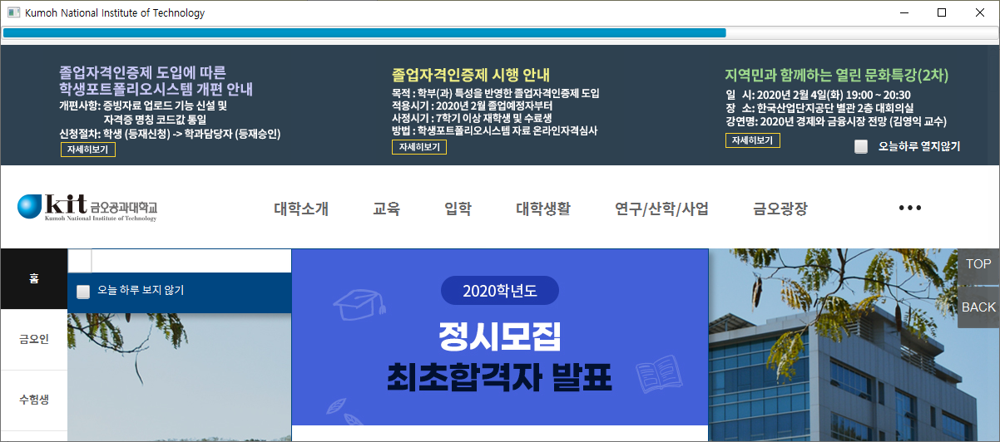 Kumoh National Institute of Technology
졸업자격인증제 도입에 따른
학생포트폴리오시스템 개편 안내
개편사항: 증빙자료 업로드 기능 신설 및
자격증 명칭 코드값 통일
신청절차: 학생 (등재신청) -> 학과담당자 (등재승인)
자세히보기
졸업자격인증제 시행 안내
목적 : 학부(과) 특성을 반영한 졸업자격인증제 도입
적용시기 : 2020년 2월 졸업예정자부터
사정시기 : 7학기 이상 재학생 및 수료생
방법 : 학생포트폴리오시스템 자료 온라인자격심사
자세히보기
지역민과 함께하는 열린 문화특강(2차)
일 시: 2020년 2월 4일(화) 19:00 ~ 20:30
장 소: 한국산업단지공단 별관 2층 대회의실
강연명: 2020년 경제와 금융시장 전망 (김영익 교수)
자세히보기
오늘하루 열지않기
kit 금오공과대학교
Kumoh National Institute of Technology
대학소개 교육 입학 대학생활 연구/산학/사업 금오광장 •••
홈
금오인
수험생
오늘 하루 보지 않기
2020학년도
정시모집
최초합격자 발표
TOP
BACK